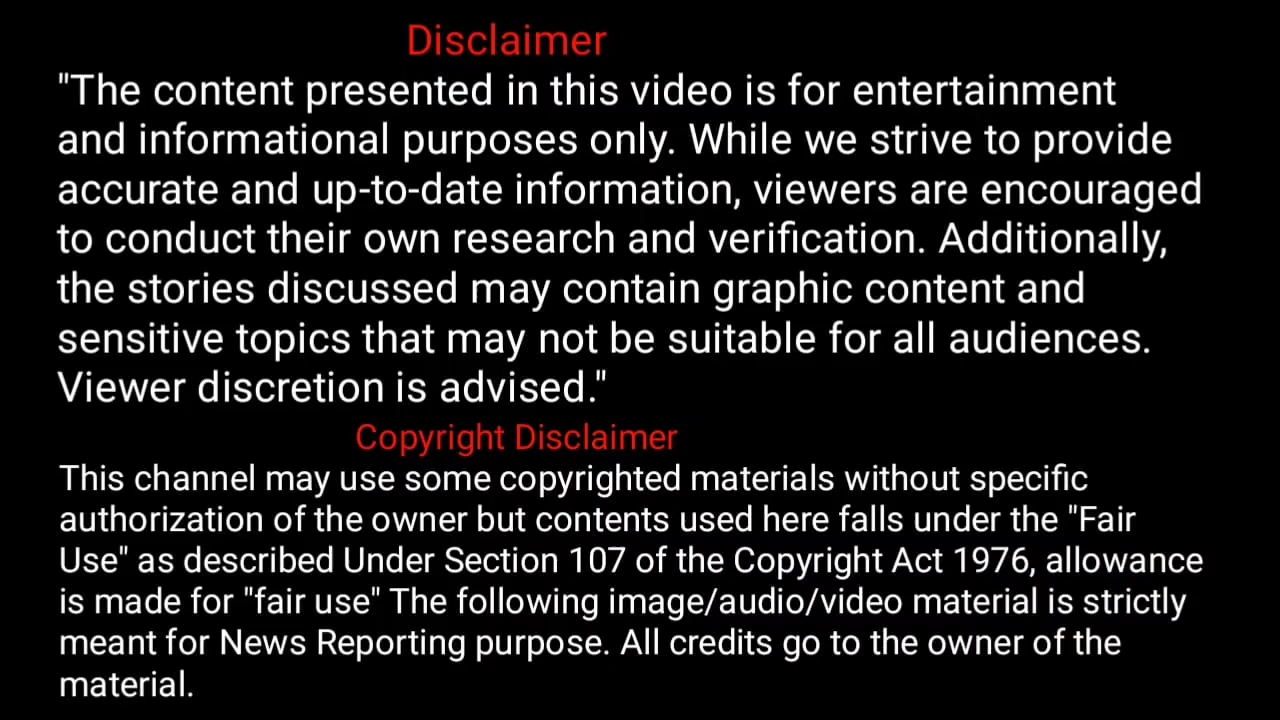 Disclaimer
"The content presented in this video is for entertainment
and informational purposes only. While we strive to provide
accurate and up-to-date information, viewers are encouraged
to conduct their own research and verification. Additionally,
the stories discussed may contain graphic content and
sensitive topics that may not be suitable for all audiences.
Viewer discretion is advised."
Copyright Disclaimer
This channel may use some copyrighted materials without specific
authorization of the owner but contents used here falls under the "Fair
Use" as described Under Section 107 of the Copyright Act 1976, allowance
is made for "fair use" The following image/audio/video material is strictly
meant for News Reporting purpose. All credits go to the owner of the
material.